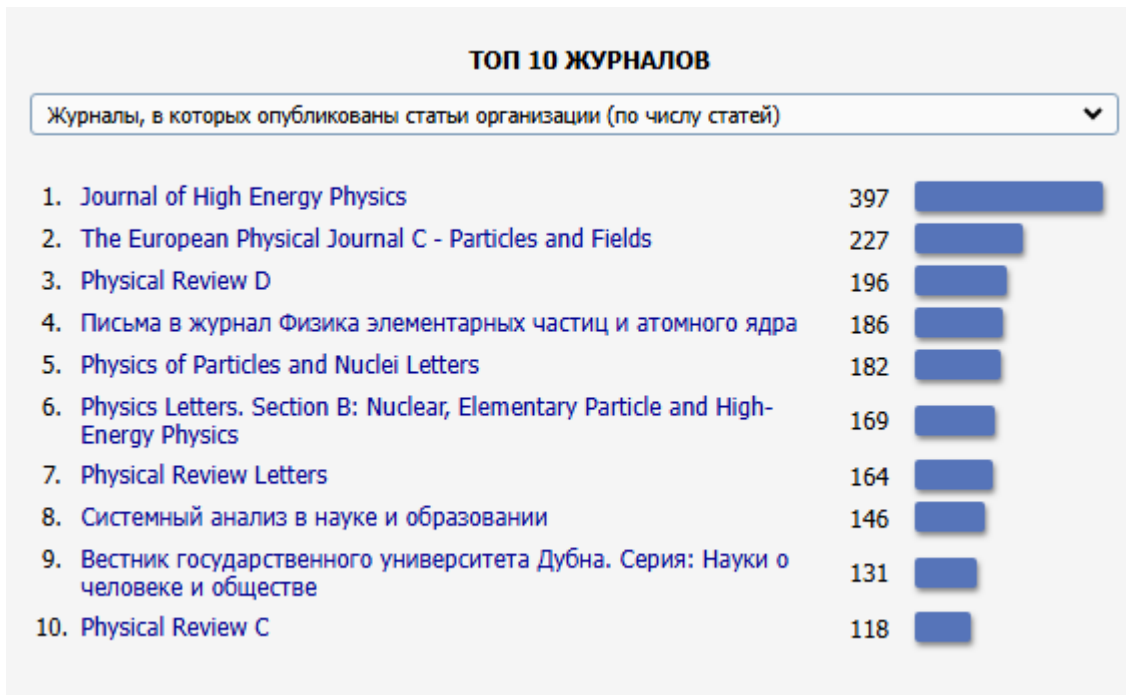 ТОП 10 ЖУРНАЛОВ
Журналы, в которых опубликованы статьи организации (по числу статей)
1. Journal of High Energy Physics 397
2. The European Physical Journal C - Particles and Fields 227
3. Physical Review D 196
4. Письма в журнал Физика элементарных частиц и атомного ядра 186
5. Physics of Particles and Nuclei Letters 182
6. Physics Letters. Section B: Nuclear, Elementary Particle and High-
Energy Physics 169
7. Physical Review Letters 164
8. Системный анализ в науке и образовании 146
9. Вестник государственного университета Дубна. Серия: Науки о
человеке и обществе 131
10. Physical Review C 118